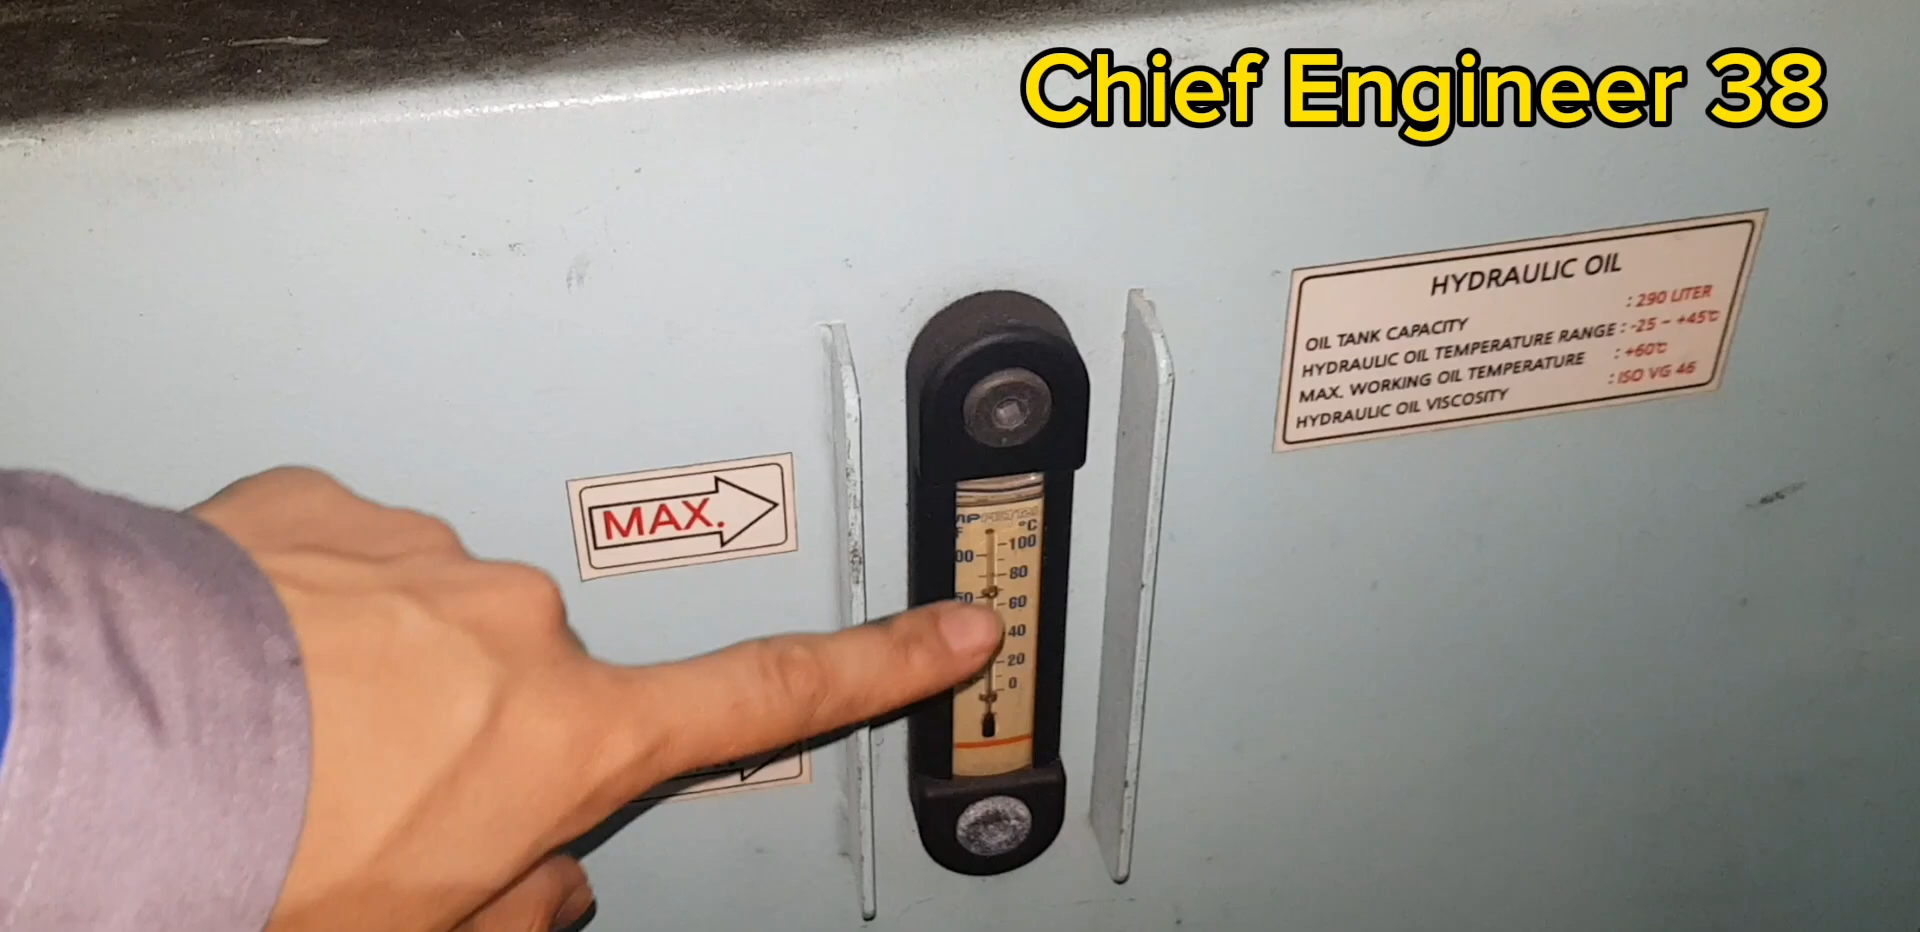 Chief Engineer 38
HYDRAULIC OIL
OIL TANK CAPACITY : 290 LITER
HYDRAULIC OIL TEMPERATURE RANGE : -25 ~ +45℃
MAX. WORKING OIL TEMPERATURE : +60℃
HYDRAULIC OIL VISCOSITY : ISO VG 46
MAX.
°C
100
80
60
40
20
0